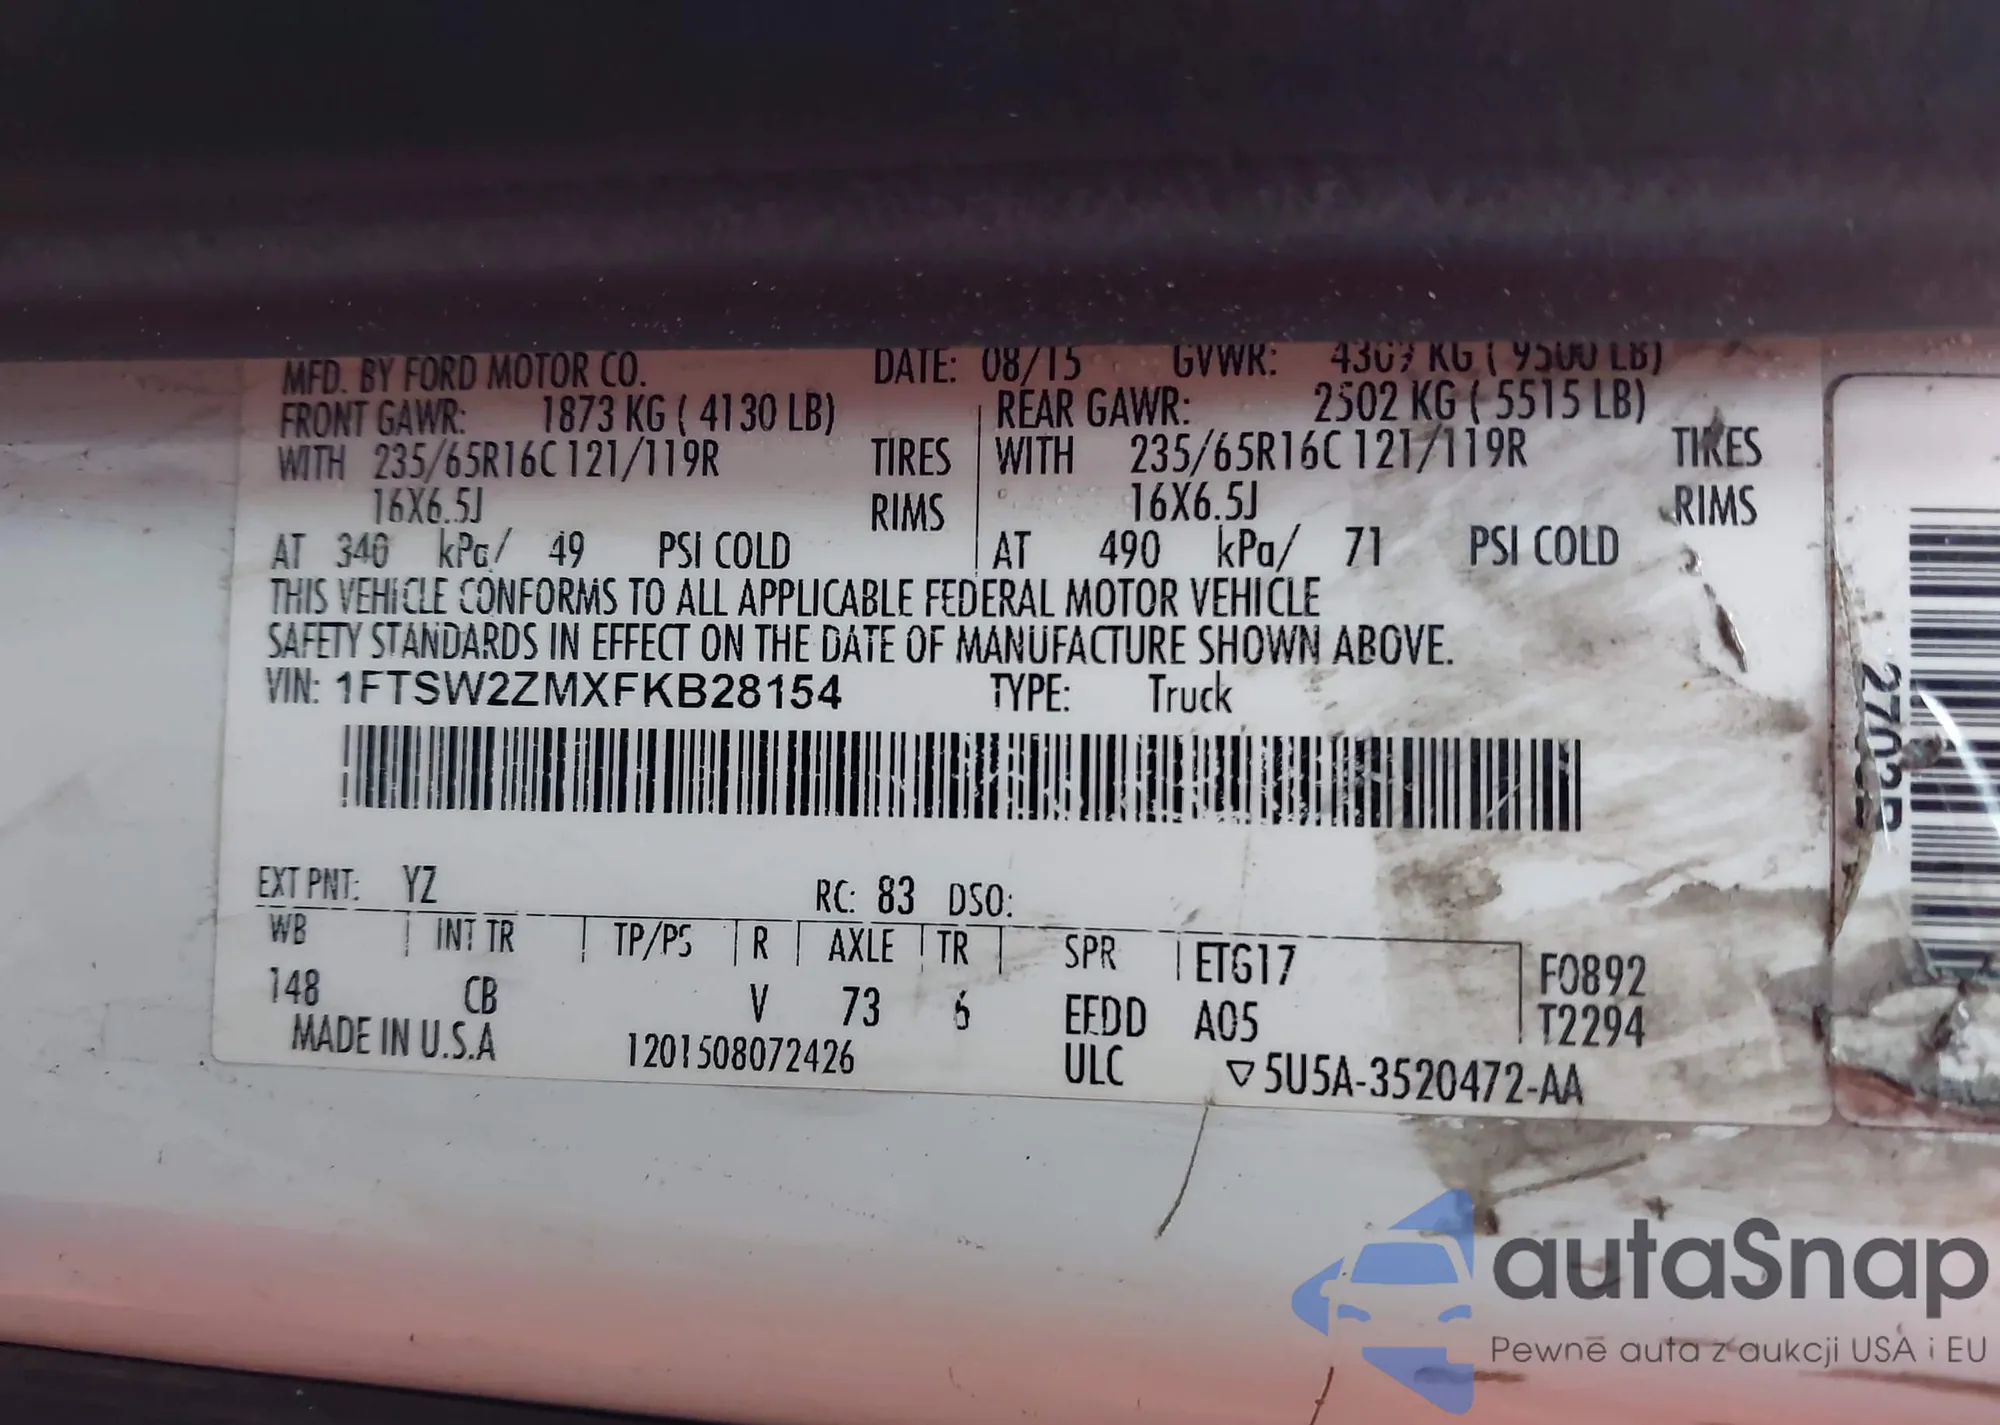 MFD. BY FORD MOTOR CO. DATE: 08/15 GVWR: 4309 KG ( 9500 LB)
FRONT GAWR: 1873 KG ( 4130 LB) REAR GAWR: 2502 KG ( 5515 LB)
WITH 235/65R16C 121/119R TIRES WITH 235/65R16C 121/119R TIRES
16X6.5J RIMS 16X6.5J RIMS
AT 340 kPa/ 49 PSI COLD AT 490 kPa/ 71 PSI COLD
THIS VEHICLE CONFORMS TO ALL APPLICABLE FEDERAL MOTOR VEHICLE
SAFETY STANDARDS IN EFFECT ON THE DATE OF MANUFACTURE SHOWN ABOVE.
VIN: 1FTSW2ZMXFKB28154 TYPE: Truck
EXT PNT: YZ RC: 83 DSO:
WB INT TR TP/PS R AXLE TR SPR ETG17 F0892
148 CB V 73 6 EEDD A05 T2294
MADE IN U.S.A 1201508072426 ULC ▽5U5A-3520472-AA
autaSnap
Pewne auta z aukcji USA i EU